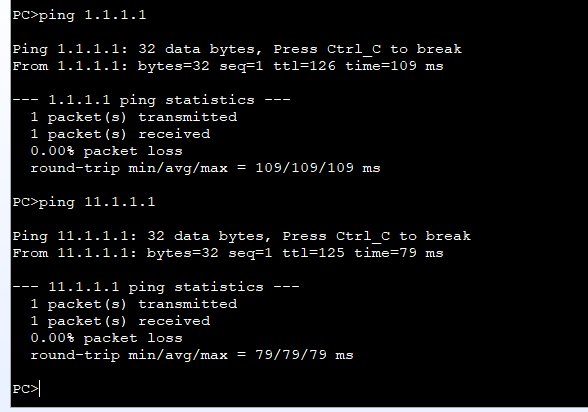 PC>ping 1.1.1.1
Ping 1.1.1.1: 32 data bytes, Press Ctrl_C to break
From 1.1.1.1: bytes=32 seq=1 ttl=126 time=109 ms
--- 1.1.1.1 ping statistics ---
1 packet(s) transmitted
1 packet(s) received
0.00% packet loss
round-trip min/avg/max = 109/109/109 ms
PC>ping 11.1.1.1
Ping 11.1.1.1: 32 data bytes, Press Ctrl_C to break
From 11.1.1.1: bytes=32 seq=1 ttl=125 time=79 ms
--- 11.1.1.1 ping statistics ---
1 packet(s) transmitted
1 packet(s) received
0.00% packet loss
round-trip min/avg/max = 79/79/79 ms
PC>